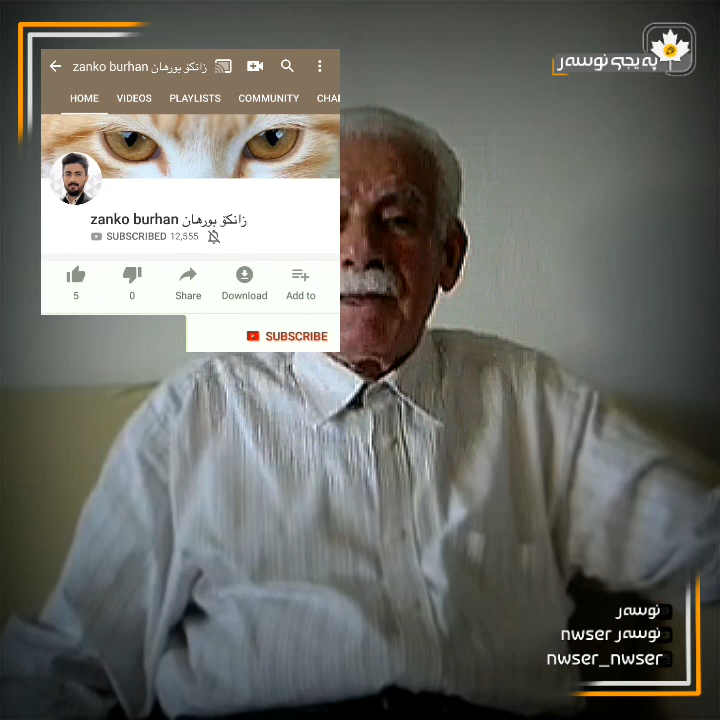 zanko burhan زانكۆ بورهان
HOME VIDEOS PLAYLISTS COMMUNITY CHA
zanko burhan زانكۆ بورهان
SUBSCRIBED 12,555
5 0 Share Download Add to
SUBSCRIBE
پەیجی نوسەر
نوسەر
nwser نوسەر
nwser_nwser